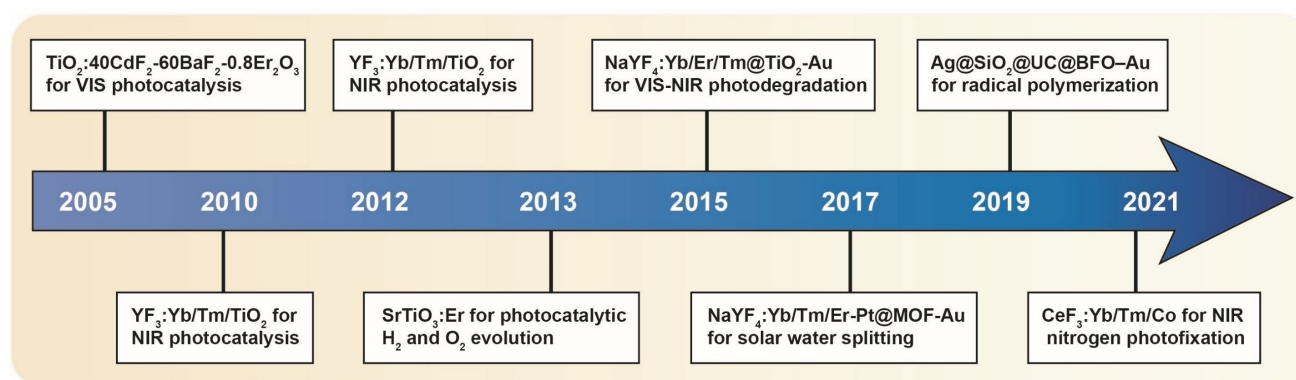 TiO₂:40CdF₂-60BaF₂-0.8Er₂O₃
for VIS photocatalysis
YF₃:Yb/Tm/TiO₂ for
NIR photocatalysis
NaYF₄:Yb/Er/Tm@TiO₂-Au
for VIS-NIR photodegradation
Ag@SiO₂@UC@BFO–Au
for radical polymerization
2005 2010 2012 2013 2015 2017 2019 2021
YF₃:Yb/Tm/TiO₂ for
NIR photocatalysis
SrTiO₃:Er for photocatalytic
H₂ and O₂ evolution
NaYF₄:Yb/Tm/Er-Pt@MOF-Au
for solar water splitting
CeF₃:Yb/Tm/Co for NIR
nitrogen photofixation